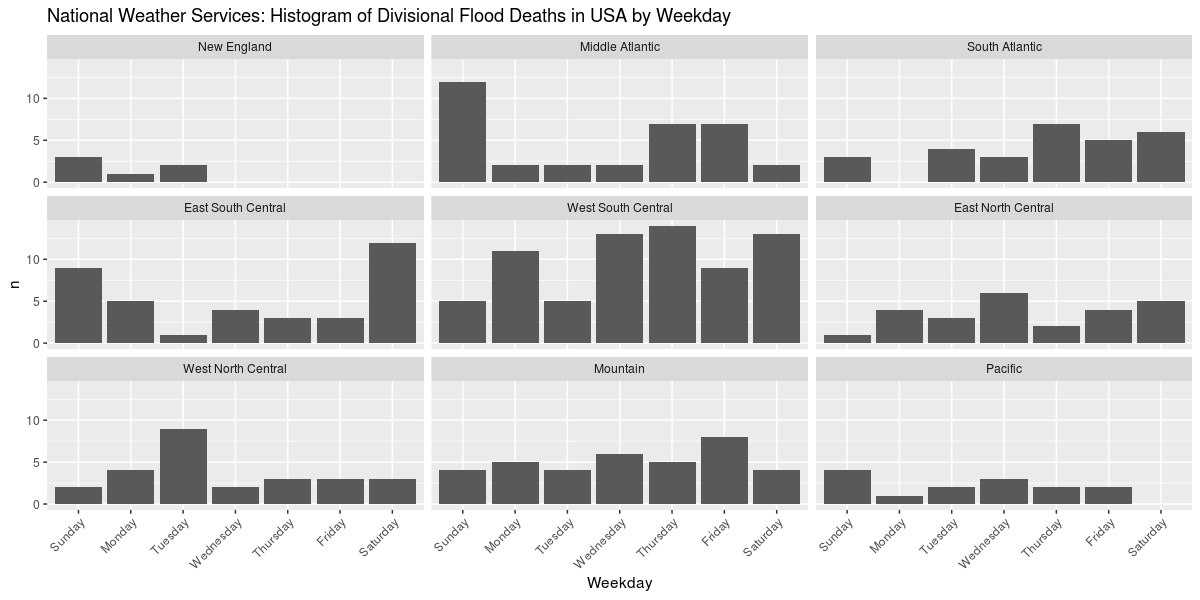 National Weather Services: Histogram of Divisional Flood Deaths in USA by Weekday
New England
Middle Atlantic
South Atlantic
10
5
0
East South Central
West South Central
East North Central
10
5
0
n
West North Central
Mountain
Pacific
10
5
0
Sunday
Monday
Tuesday
Wednesday
Thursday
Friday
Saturday
Sunday
Monday
Tuesday
Wednesday
Thursday
Friday
Saturday
Sunday
Monday
Tuesday
Wednesday
Thursday
Friday
Saturday
Weekday